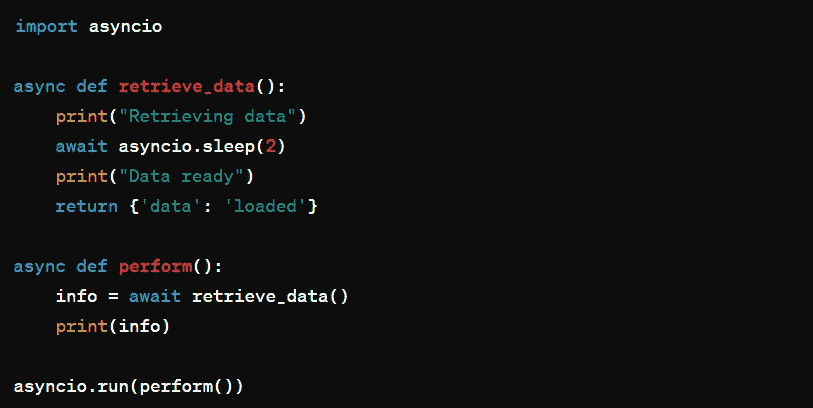 import asyncio
async def retrieve_data():
    print("Retrieving data")
    await asyncio.sleep(2)
    print("Data ready")
    return {'data': 'loaded'}
async def perform():
    info = await retrieve_data()
    print(info)
asyncio.run(perform())